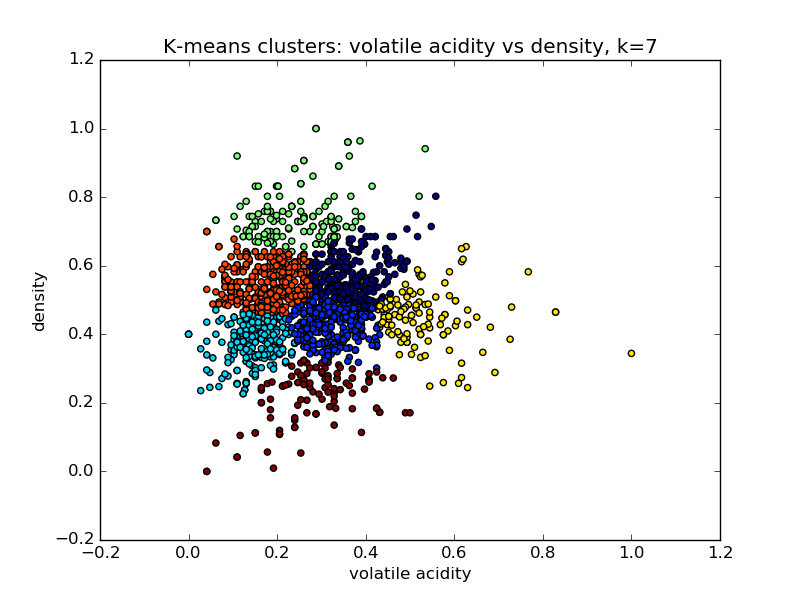 K-means clusters: volatile acidity vs density, k=7
1.2
1.0
0.8
0.6
0.4
0.2
0.0
−0.2
density
−0.2 0.0 0.2 0.4 0.6 0.8 1.0 1.2
volatile acidity